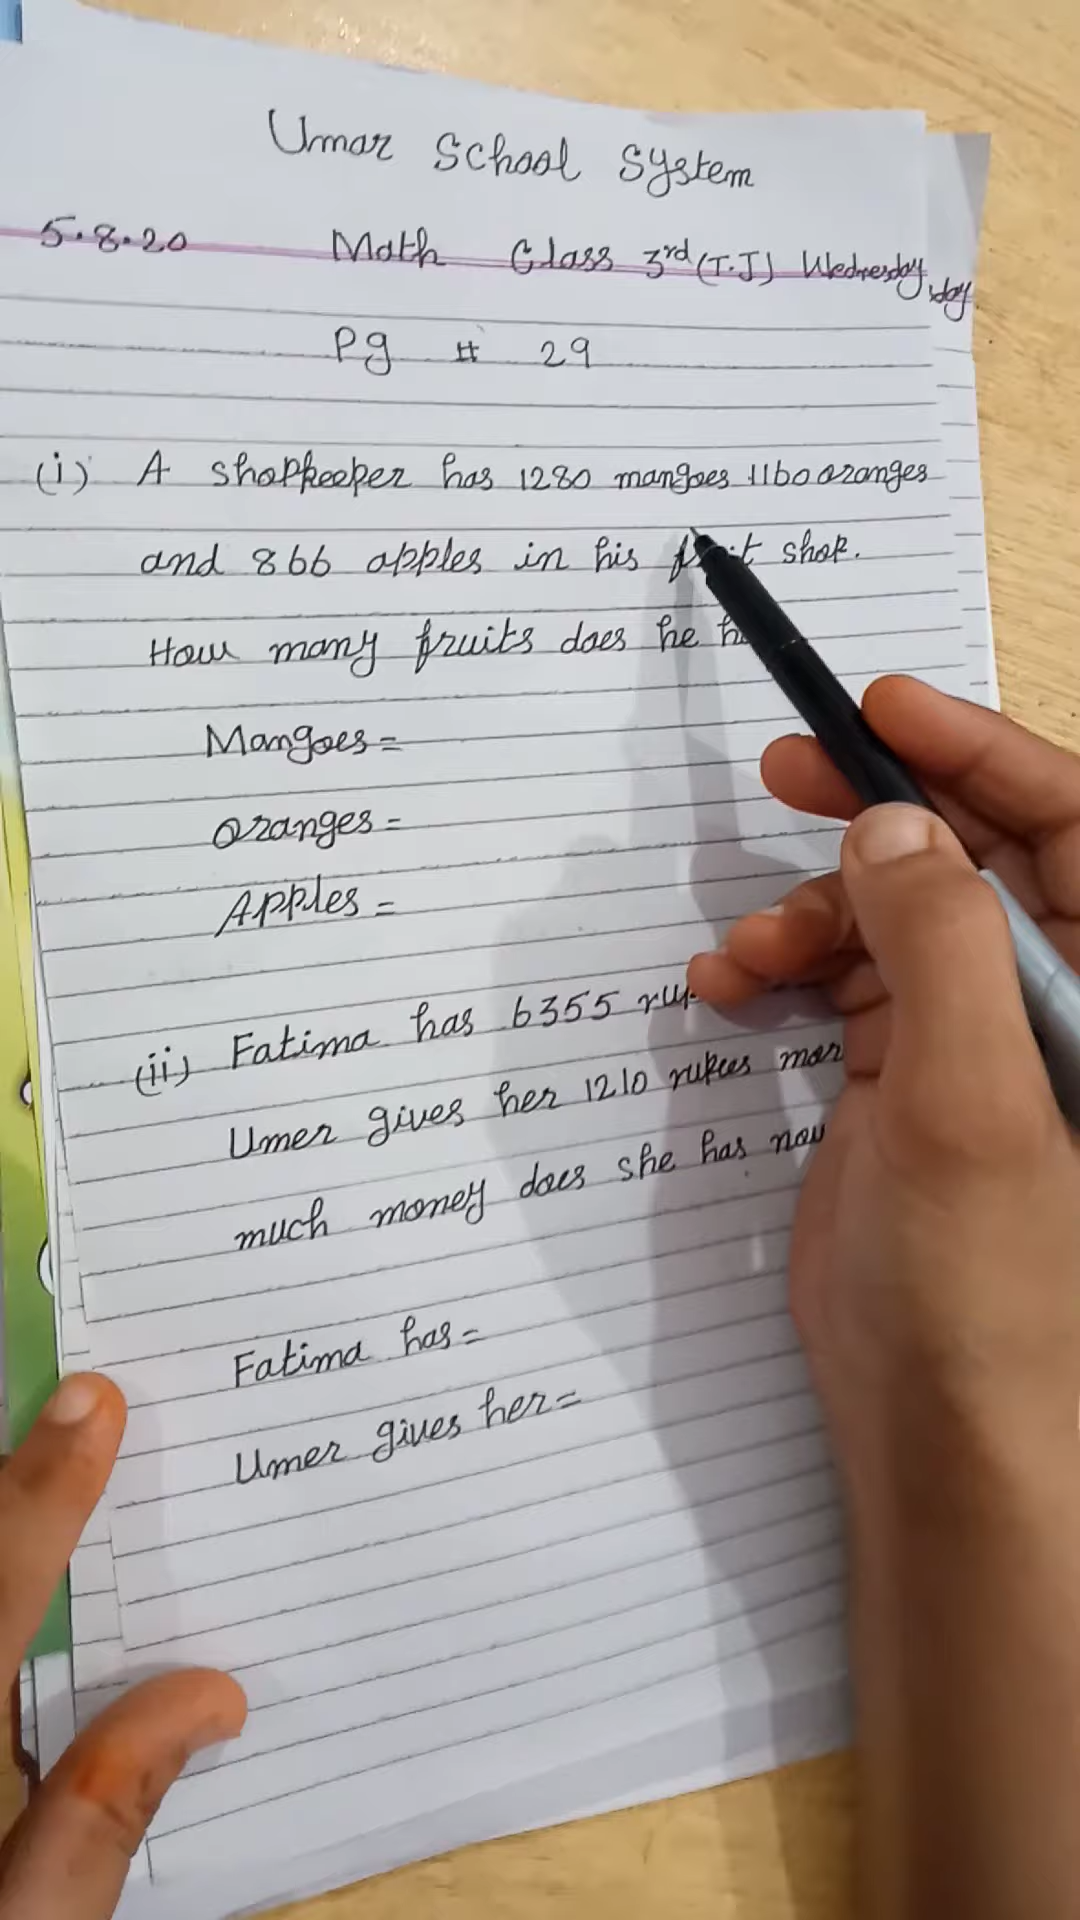 Umar School System
5.8.20 Math Class 3rd (T.J) Wednesday
Pg # 29
(i) A shopkeeper has 1280 mangoes 1160 oranges
and 866 apples in his shop.
How many fruits does he
Mangoes =
Oranges =
Apples =
(ii) Fatima has 6355
Umer gives her 1210 rupees
much money does she has
Fatima has =
Umer gives her =